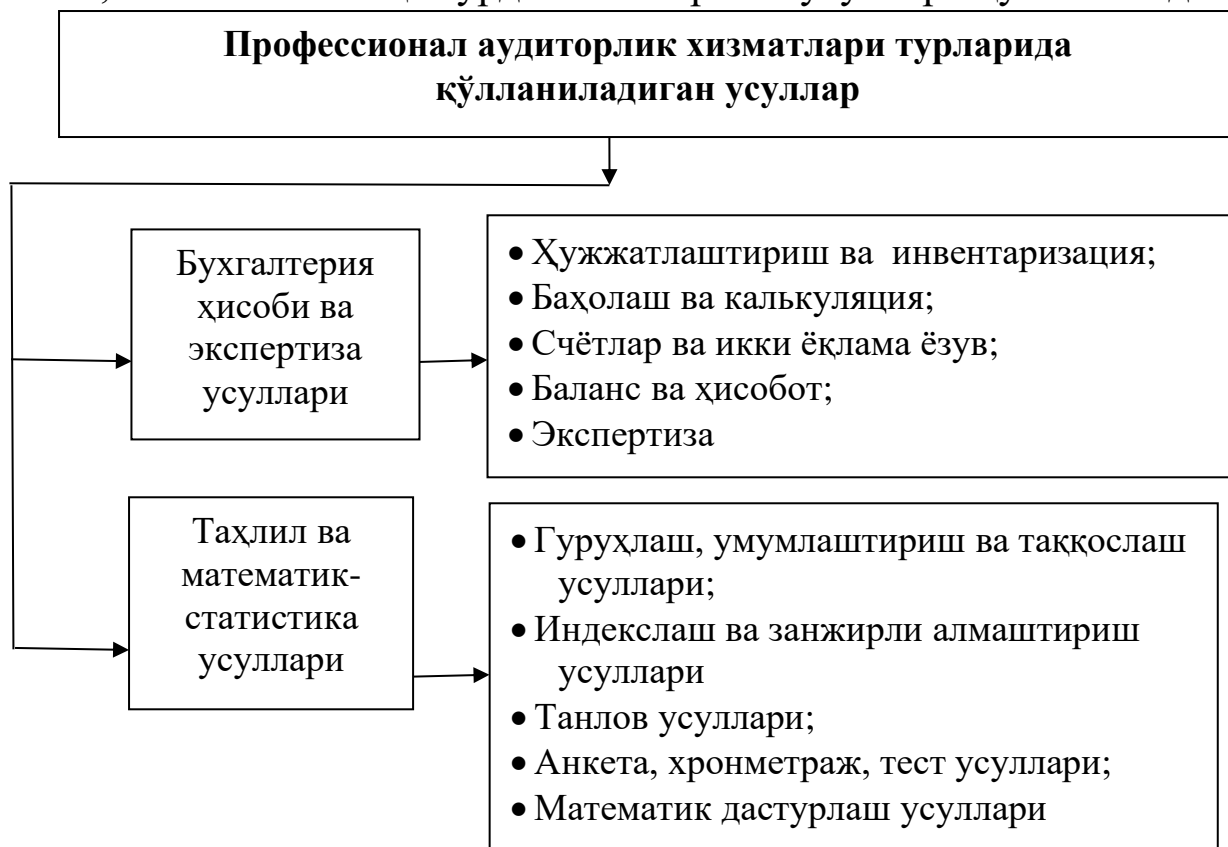 Профессионал аудиторлик хизматлари турларида
қўлланиладиган усуллар
Бухгалтерия
ҳисоби ва
экспертиза
усуллари
• Ҳужжатлаштириш ва инвентаризация;
• Баҳолаш ва калькуляция;
• Счётлар ва икки ёқлама ёзув;
• Баланс ва ҳисобот;
• Экспертиза
Таҳлил ва
математик-
статистика
усуллари
• Гуруҳлаш, умумлаштириш ва таққослаш
усуллари;
• Индекслаш ва занжирли алмаштириш
усуллари
• Танлов усуллари;
• Анкета, хронметраж, тест усуллари;
• Математик дастурлаш усуллари